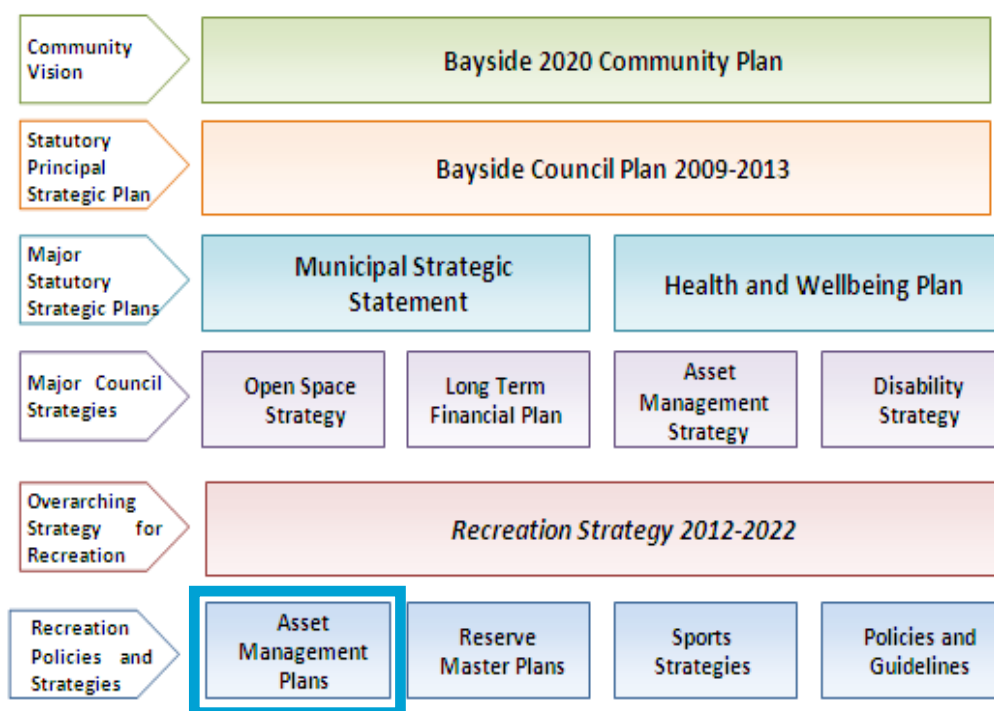 Community
Vision
Bayside 2020 Community Plan
Statutory
Principal
Strategic Plan
Bayside Council Plan 2009-2013
Major
Statutory
Strategic Plans
Municipal Strategic
Statement
Health and Wellbeing Plan
Major Council
Strategies
Open Space
Strategy
Long Term
Financial Plan
Asset
Management
Strategy
Disability
Strategy
Overarching
Strategy for
Recreation
Recreation Strategy 2012-2022
Recreation
Policies and
Strategies
Asset
Management
Plans
Reserve
Master Plans
Sports
Strategies
Policies and
Guidelines